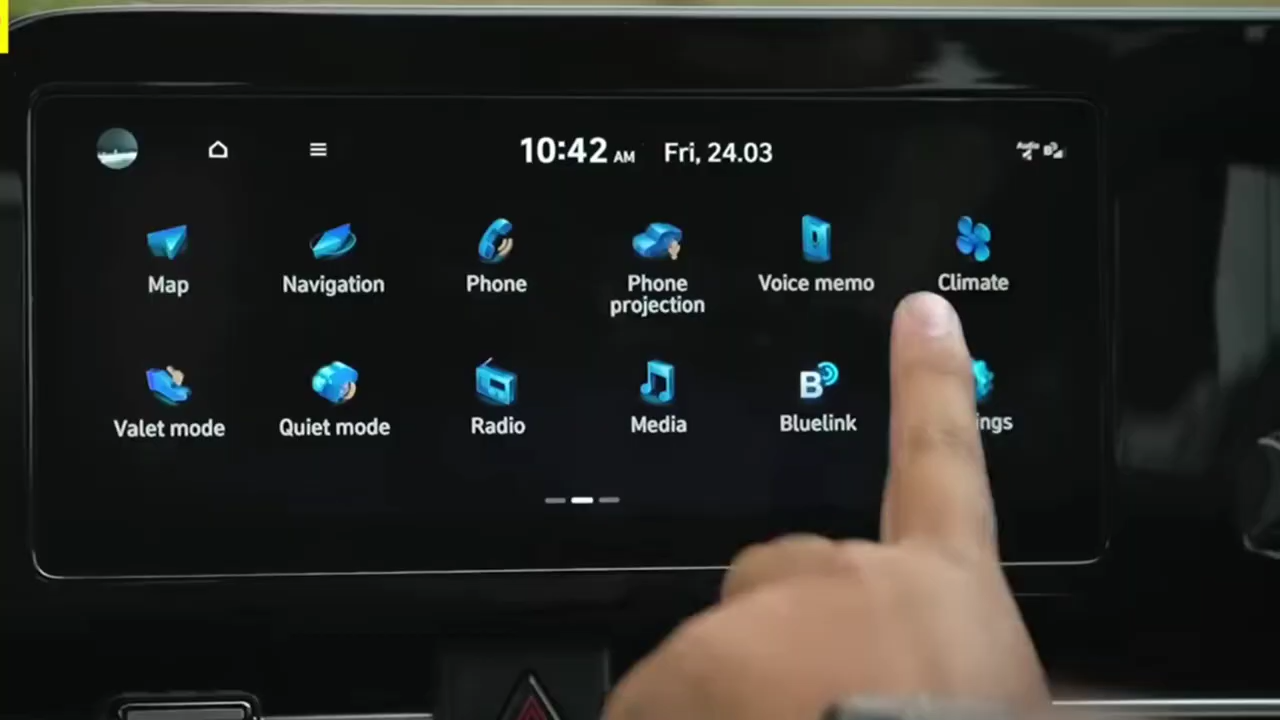 10:42 AM Fri, 24.03
Map Navigation Phone Phone projection Voice memo Climate
Valet mode Quiet mode Radio Media Bluelink ings